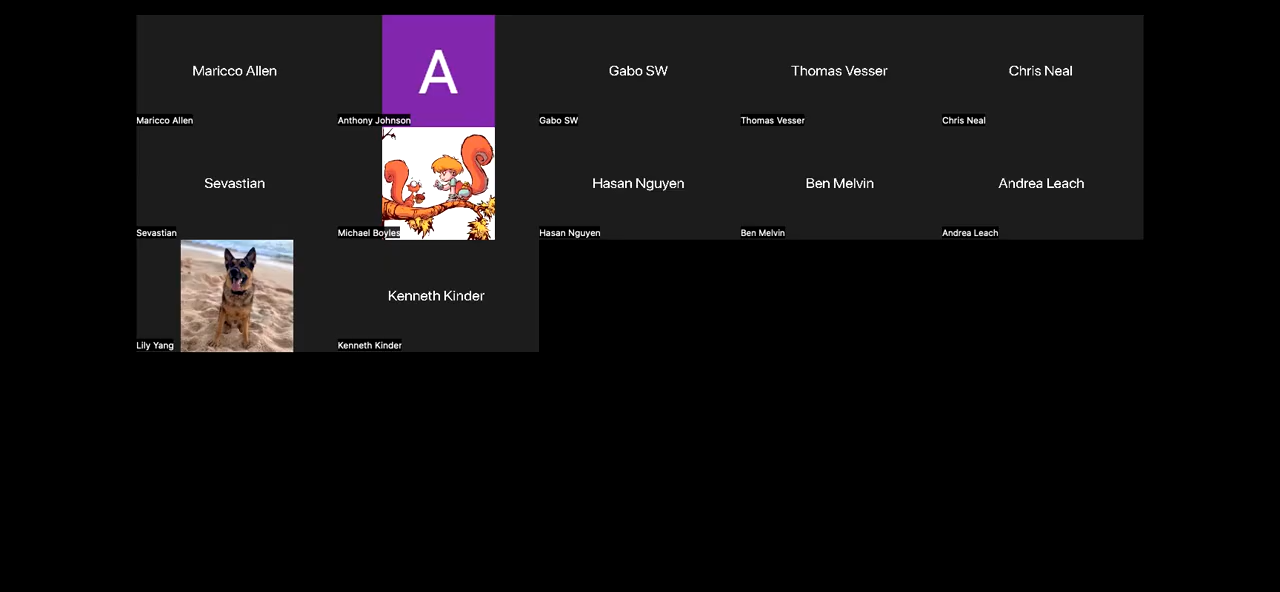 Maricco Allen
Maricco Allen
A
Anthony Johnson
Gabo SW
Gabo SW
Thomas Vesser
Thomas Vesser
Chris Neal
Chris Neal
Sevastian
Sevastian
Michael Boyles
Hasan Nguyen
Hasan Nguyen
Ben Melvin
Ben Melvin
Andrea Leach
Andrea Leach
Lily Yang
Kenneth Kinder
Kenneth Kinder